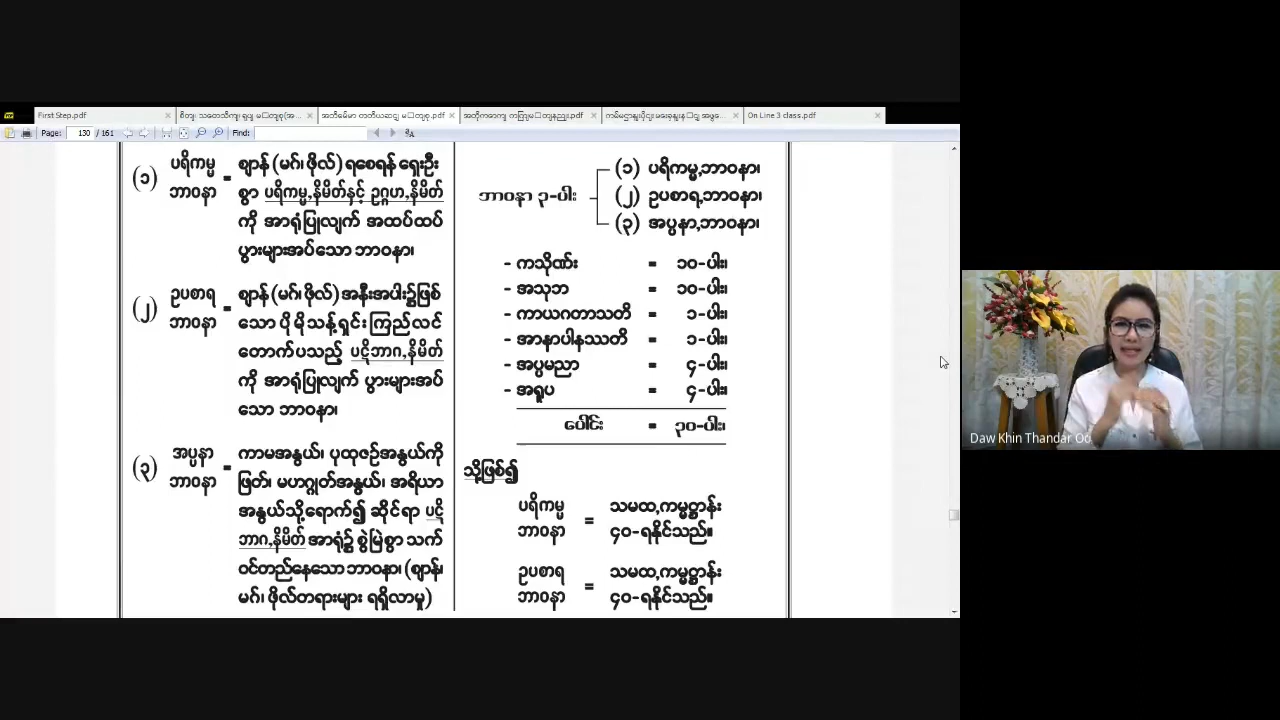 First Step.pdf
On Line 3 class.pdf
Page: 130 / 161
Find:
(၁) ပရိကမ္မ ဘာဝနာ = ဈာန် (မဂ်၊ ဖိုလ်) ရစေရန် ရှေးဦး
စွာ ပရိကမ္မ,နိမိတ်နှင့် ဥဂ္ဂဟ,နိမိတ်
ကို အာရုံပြုလျက် အထပ်ထပ်
ပွားများအပ်သော ဘာဝနာ၊
(၂) ဥပစာရ ဘာဝနာ = ဈာန် (မဂ်၊ ဖိုလ်) အနီးအပါး၌ဖြစ်
သော ပိုမိုသန့်ရှင်းကြည်လင်
တောက်ပသည့် ပဋိဘာဂ,နိမိတ်
ကို အာရုံပြုလျက် ပွားများအပ်
သော ဘာဝနာ၊
(၃) အပ္ပနာ ဘာဝနာ = ကာမအနွယ်၊ ပုထုဇဉ်အနွယ်ကို
ဖြတ်၊ မဟဂ္ဂုတ်အနွယ်၊ အရိယာ
အနွယ်သို့ရောက်၍ ဆိုင်ရာ ပဋိ
ဘာဂ,နိမိတ် အာရုံ၌ စွဲမြဲစွာ သက်
ဝင်တည်နေသော ဘာဝနာ၊ (ဈာန်၊
မဂ်၊ ဖိုလ်တရားများ ရရှိလာမှု)
ဘာဝနာ ၃-ပါး
(၁) ပရိကမ္မ,ဘာဝနာ၊
(၂) ဥပစာရ,ဘာဝနာ၊
(၃) အပ္ပနာ,ဘာဝနာ၊
- ကသိုဏ်း = ၁၀-ပါး၊
- အသုဘ = ၁၀-ပါး၊
- ကာယဂတာသတိ = ၁-ပါး၊
- အာနာပါနဿတိ = ၁-ပါး၊
- အပ္ပမညာ = ၄-ပါး၊
- အရူပ = ၄-ပါး၊
ပေါင်း = ၃၀-ပါး၊
သို့ဖြစ်၍
ပရိကမ္မ ဘာဝနာ = သမထ,ကမ္မဋ္ဌာန်း
၄၀-ရနိုင်သည်။
ဥပစာရ ဘာဝနာ = သမထ,ကမ္မဋ္ဌာန်း
၄၀-ရနိုင်သည်။
Daw Khin Thandar Oo